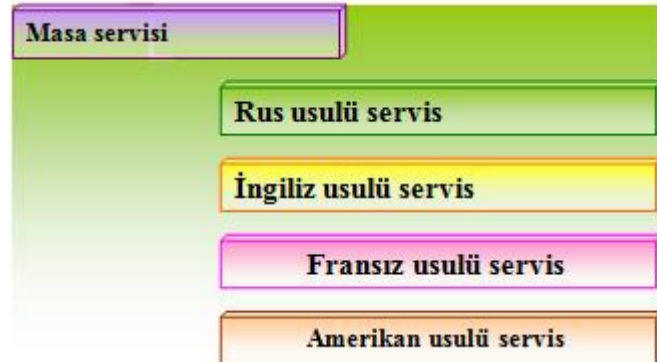 Masa servisi
Rus usulü servis
İngiliz usulü servis
Fransız usulü servis
Amerikan usulü servis